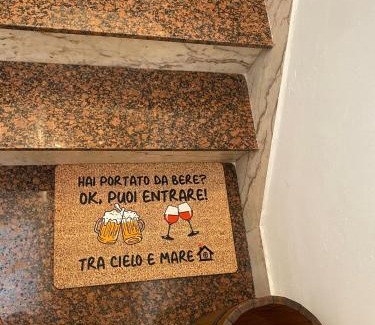 HAI PORTATO DA BERE?
OK, PUOI ENTRARE!
TRA CIELO E MARE